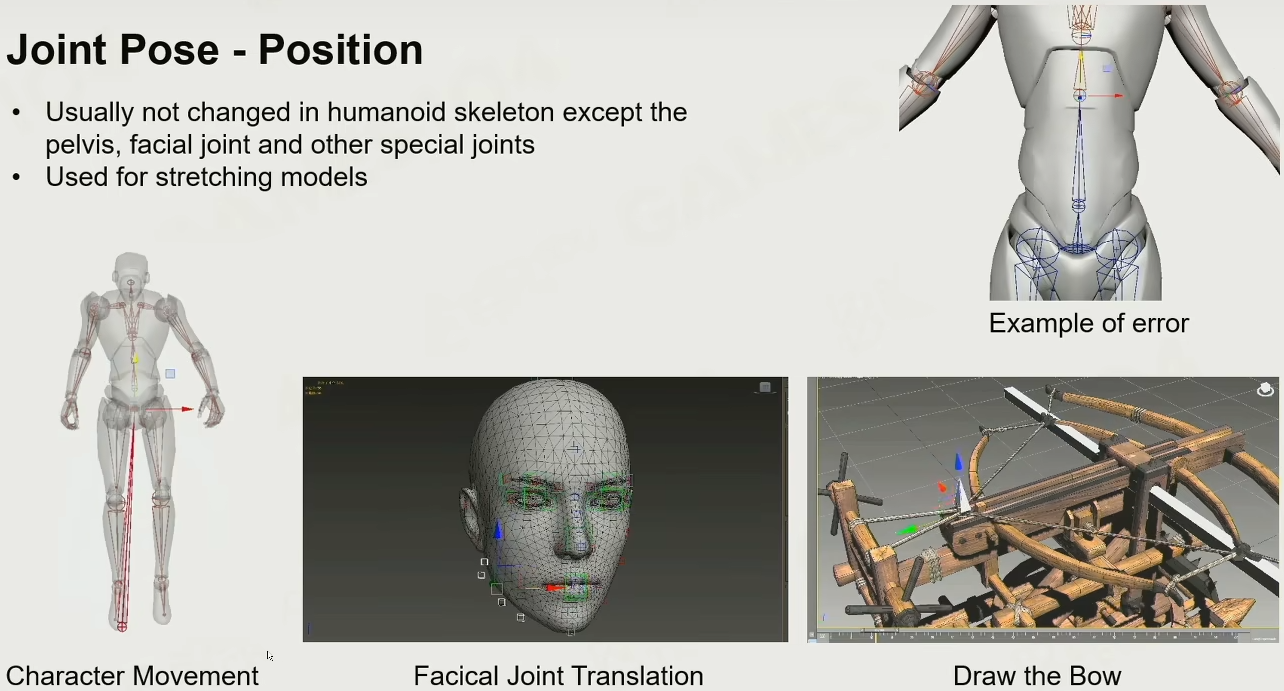 Joint Pose - Position
• Usually not changed in humanoid skeleton except the
pelvis, facial joint and other special joints
• Used for stretching models
Example of error
Character Movement
Facical Joint Translation
Draw the Bow